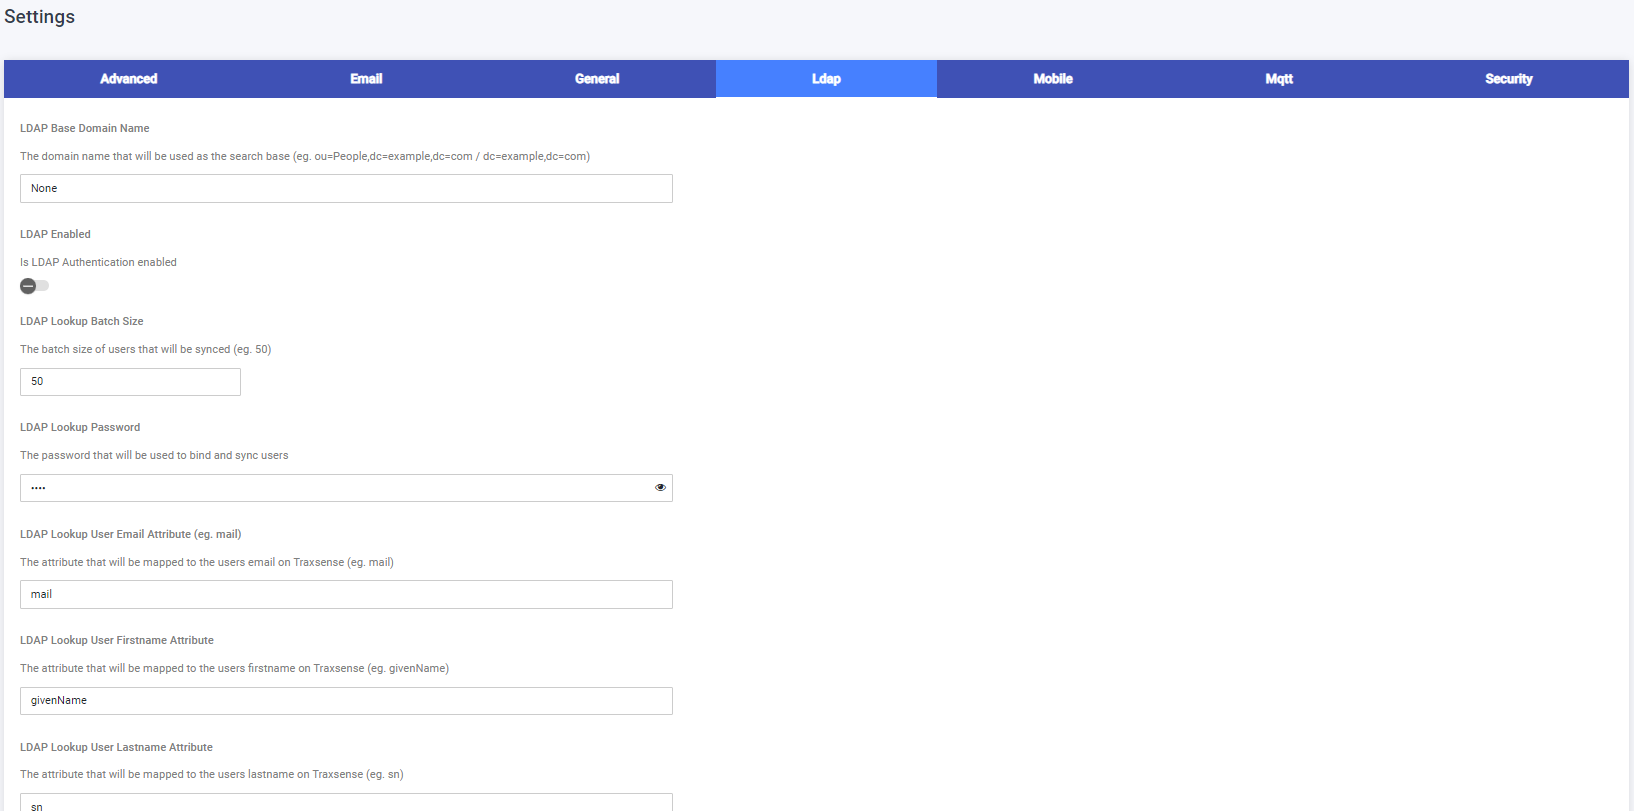 Settings
Advanced Email General Ldap Mobile Mqtt Security
LDAP Base Domain Name
The domain name that will be used as the search base (eg. ou=People,dc=example,dc=com / dc=example,dc=com)
None
LDAP Enabled
Is LDAP Authentication enabled
LDAP Lookup Batch Size
The batch size of users that will be synced (eg. 50)
50
LDAP Lookup Password
The password that will be used to bind and sync users
••••
LDAP Lookup User Email Attribute (eg. mail)
The attribute that will be mapped to the users email on Traxsense (eg. mail)
mail
LDAP Lookup User Firstname Attribute
The attribute that will be mapped to the users firstname on Traxsense (eg. givenName)
givenName
LDAP Lookup User Lastname Attribute
The attribute that will be mapped to the users lastname on Traxsense (eg. sn)
sn